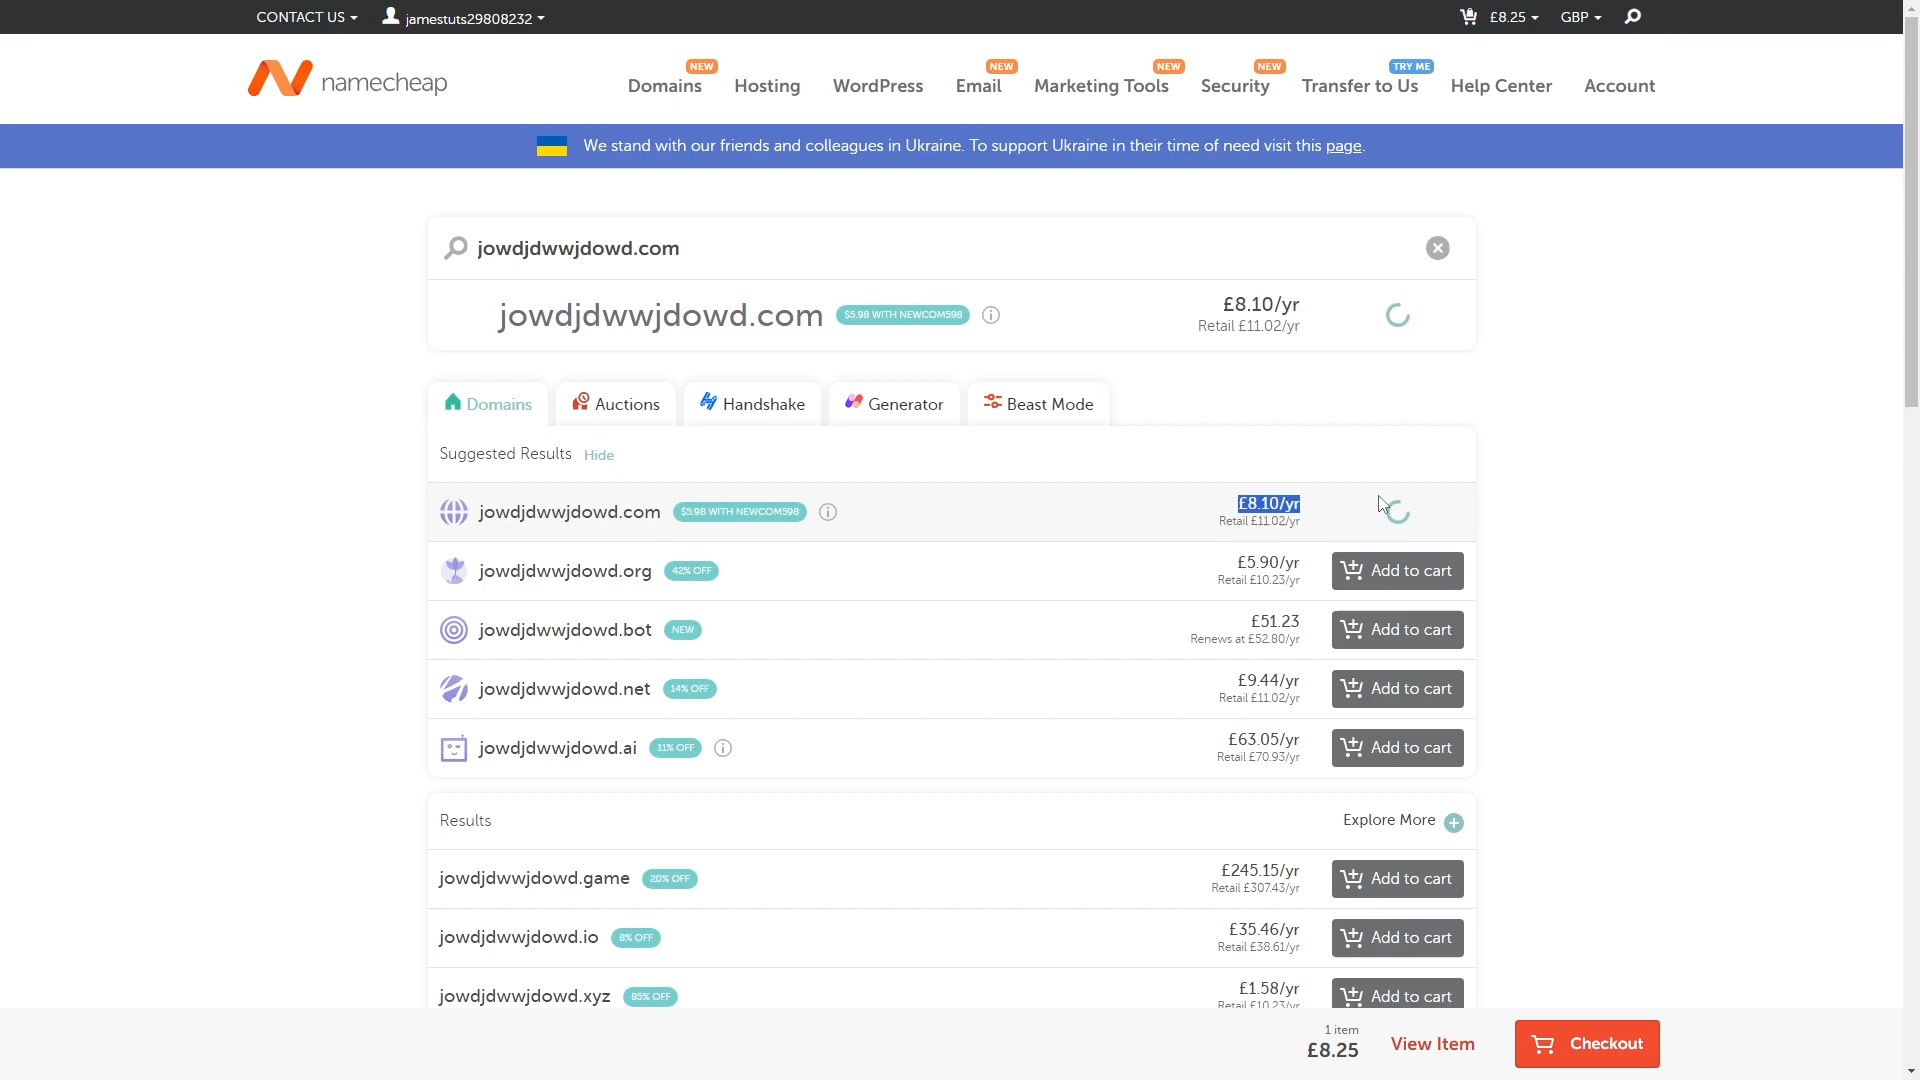 CONTACT US
jamestuts29808232
£8.25
GBP
namecheap
Domains NEW
Hosting
WordPress
Email NEW
Marketing Tools NEW
Security NEW
Transfer to Us TRY ME
Help Center
Account
We stand with our friends and colleagues in Ukraine. To support Ukraine in their time of need visit this page.
jowdjdwwjdowd.com
jowdjdwwjdowd.com $5.98 WITH NEWCOM598 £8.10/yr
Retail £11.02/yr
Domains Auctions Handshake Generator Beast Mode
Suggested Results Hide
jowdjdwwjdowd.com $5.98 WITH NEWCOM598 £8.10/yr
Retail £11.02/yr
jowdjdwwjdowd.org 42% OFF £5.90/yr Add to cart
Retail £10.23/yr
jowdjdwwjdowd.bot NEW £51.23 Add to cart
Renews at £52.80/yr
jowdjdwwjdowd.net 14% OFF £9.44/yr Add to cart
Retail £11.02/yr
jowdjdwwjdowd.ai 11% OFF £63.05/yr Add to cart
Retail £70.93/yr
Results Explore More
jowdjdwwjdowd.game 20% OFF £245.15/yr Add to cart
Retail £307.43/yr
jowdjdwwjdowd.io 8% OFF £35.46/yr Add to cart
Retail £38.61/yr
jowdjdwwjdowd.xyz 85% OFF £1.58/yr Add to cart
Retail £10.23/yr
1 item
£8.25 View Item Checkout